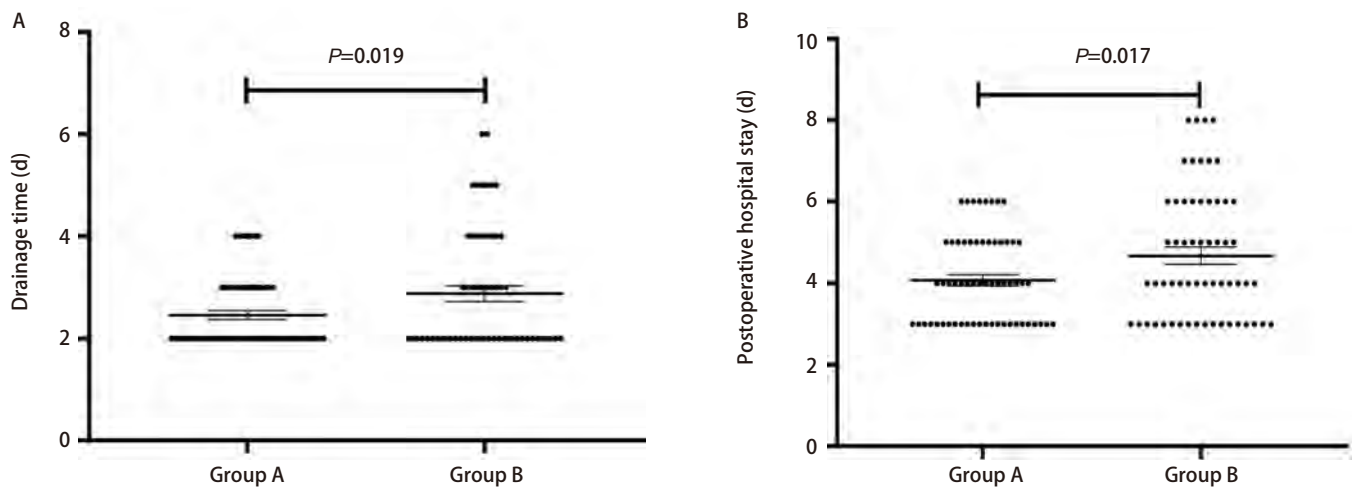 A
8
6
4
2
0
Drainage time (d)
P=0.019
Group A
Group B
B
10
8
6
4
2
0
Postoperative hospital stay (d)
P=0.017
Group A
Group B